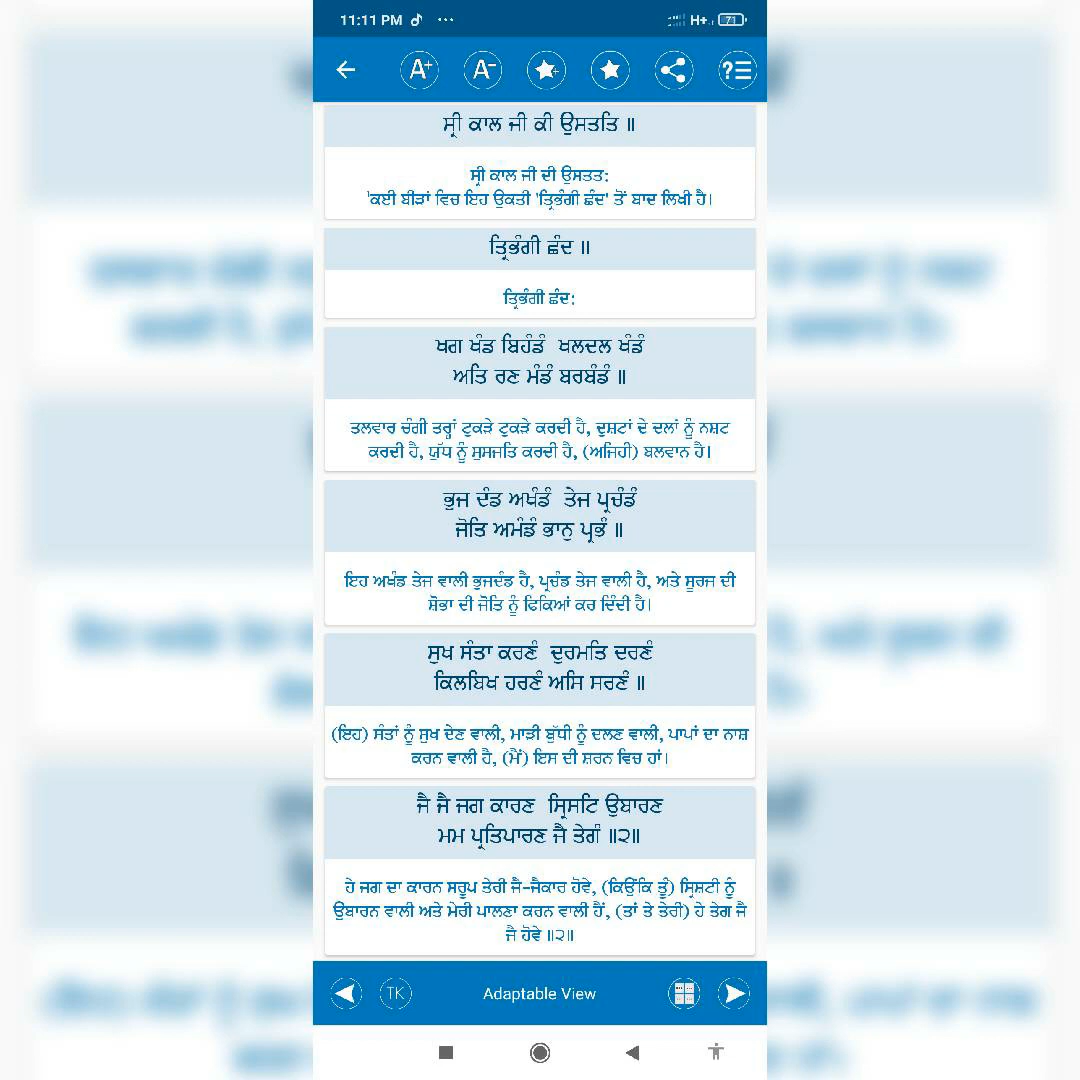 11:11 PM
H+
71
A+ A-
?
ਸ੍ਰੀ ਕਾਲ ਜੀ ਕੀ ਉਸਤਤਿ ॥
ਸ੍ਰੀ ਕਾਲ ਜੀ ਦੀ ਉਸਤਤ:
'ਕਈ ਬੀੜਾਂ ਵਿਚ ਇਹ ਉਕਤੀ 'ਤ੍ਰਿਭੰਗੀ ਛੰਦ' ਤੋਂ ਬਾਦ ਲਿਖੀ ਹੈ।
ਤ੍ਰਿਭੰਗੀ ਛੰਦ ॥
ਤ੍ਰਿਭੰਗੀ ਛੰਦ:
ਖਗ ਖੰਡ ਬਿਹੰਡੰ ਖਲਦਲ ਖੰਡੰ
ਅਤਿ ਰਣ ਮੰਡੰ ਬਰਬੰਡੰ ॥
ਤਲਵਾਰ ਚੰਗੀ ਤਰ੍ਹਾਂ ਟੁਕੜੇ ਟੁਕੜੇ ਕਰਦੀ ਹੈ, ਦੁਸ਼ਟਾਂ ਦੇ ਦਲਾਂ ਨੂੰ ਨਸ਼ਟ
ਕਰਦੀ ਹੈ, ਯੁੱਧ ਨੂੰ ਸੁਸਜਤਿ ਕਰਦੀ ਹੈ, (ਅਜਿਹੀ) ਬਲਵਾਨ ਹੈ।
ਭੁਜ ਦੰਡ ਅਖੰਡੰ ਤੇਜ ਪ੍ਰਚੰਡੰ
ਜੋਤਿ ਅਮੰਡੰ ਭਾਨੁ ਪ੍ਰਭੰ ॥
ਇਹ ਅਖੰਡ ਤੇਜ ਵਾਲੀ ਭੁਜਦੰਡ ਹੈ, ਪ੍ਰਚੰਡ ਤੇਜ ਵਾਲੀ ਹੈ, ਅਤੇ ਸੂਰਜ ਦੀ
ਸ਼ੋਭਾ ਦੀ ਜੋਤਿ ਨੂੰ ਫਿਕਿਆਂ ਕਰ ਦਿੰਦੀ ਹੈ।
ਸੁਖ ਸੰਤਾ ਕਰਣੰ ਦੁਰਮਤਿ ਦਰਣੰ
ਕਿਲਬਿਖ ਹਰਣੰ ਅਸਿ ਸਰਣੰ ॥
(ਇਹ) ਸੰਤਾਂ ਨੂੰ ਸੁਖ ਦੇਣ ਵਾਲੀ, ਮਾੜੀ ਬੁੱਧੀ ਨੂੰ ਦਲਣ ਵਾਲੀ, ਪਾਪਾਂ ਦਾ ਨਾਸ਼
ਕਰਨ ਵਾਲੀ ਹੈ, (ਮੈਂ) ਇਸ ਦੀ ਸ਼ਰਨ ਵਿਚ ਹਾਂ।
ਜੈ ਜੈ ਜਗ ਕਾਰਣ ਸ੍ਰਿਸਟਿ ਉਬਾਰਣ
ਮਮ ਪ੍ਰਤਿਪਾਰਣ ਜੈ ਤੇਗੰ ॥੨॥
ਹੇ ਜਗ ਦਾ ਕਾਰਨ ਸਰੂਪ ਤੇਰੀ ਜੈ-ਜੈਕਾਰ ਹੋਵੇ, (ਕਿਉਂਕਿ ਤੂੰ) ਸ੍ਰਿਸ਼ਟੀ ਨੂੰ
ਉਬਾਰਨ ਵਾਲੀ ਅਤੇ ਮੇਰੀ ਪਾਲਣਾ ਕਰਨ ਵਾਲੀ ਹੈਂ, (ਤਾਂ ਤੇ ਤੇਰੀ) ਹੇ ਤੇਗ ਜੈ
ਜੈ ਹੋਵੇ ॥੨॥
TK
Adaptable View